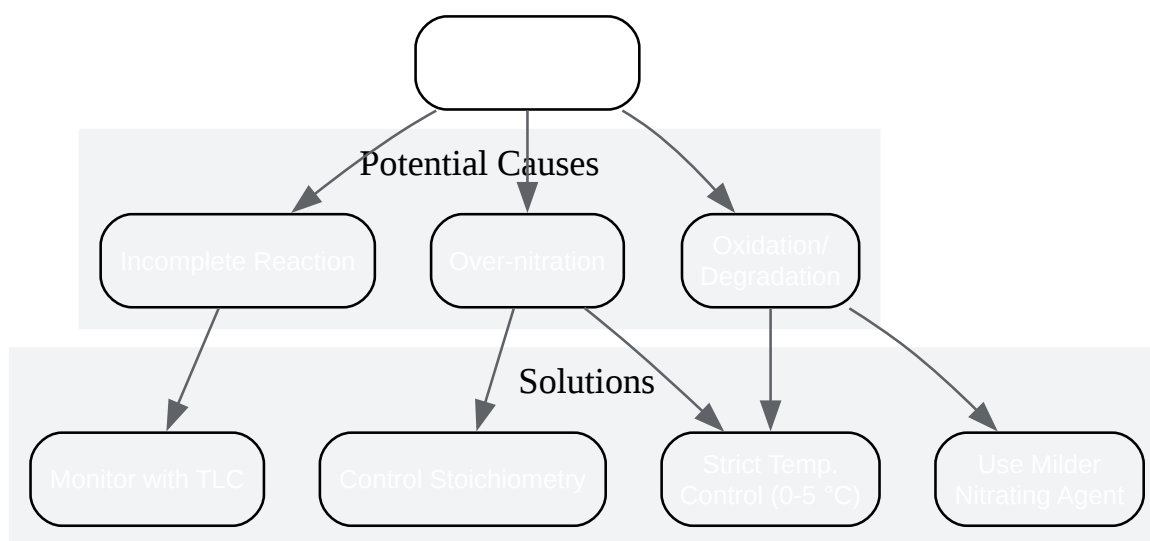 Potential Causes
Incomplete Reaction
Over-nitration
Oxidation/
Degradation
Solutions
Monitor with TLC
Control Stoichiometry
Strict Temp.
Control (0-5 °C)
Use Milder
Nitrating Agent